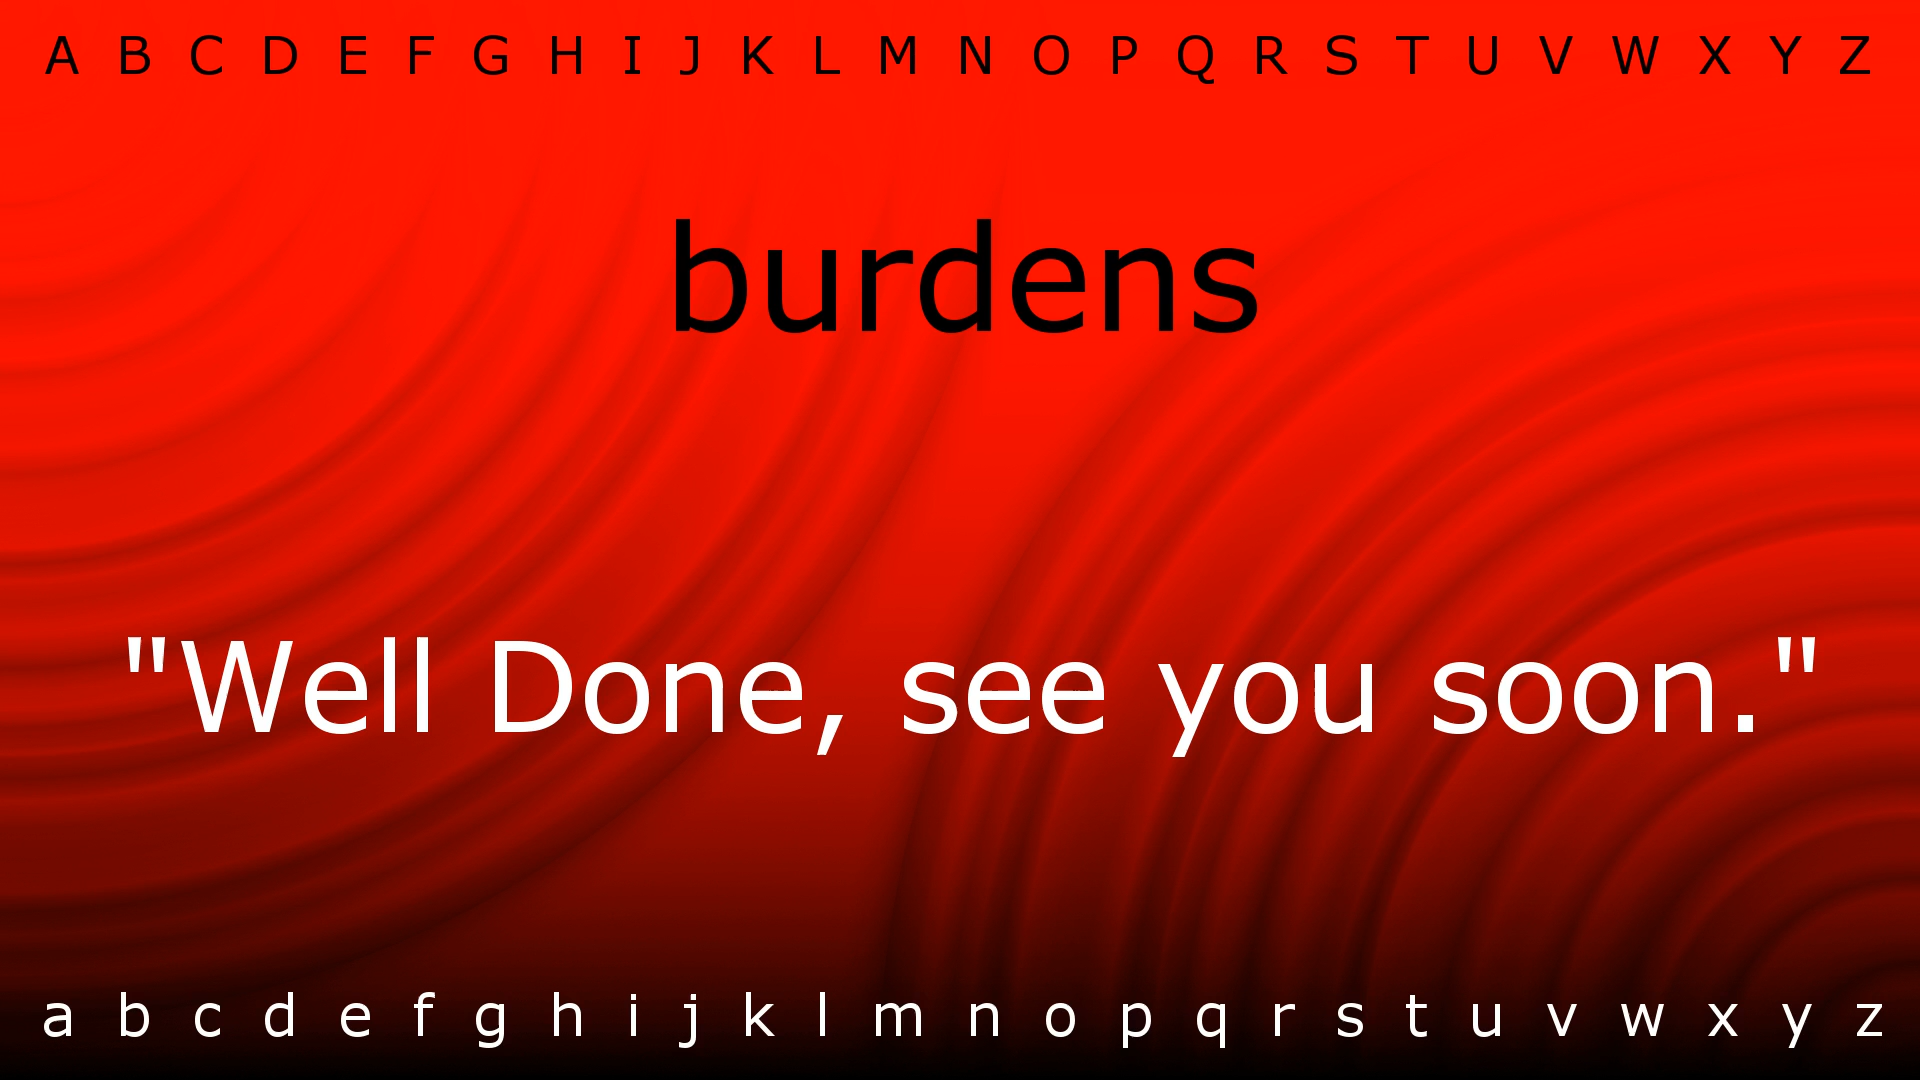 A B C D E F G H I J K L M N O P Q R S T U V W X Y Z
burdens
"Well Done, see you soon."
a b c d e f g h i j k l m n o p q r s t u v w x y z